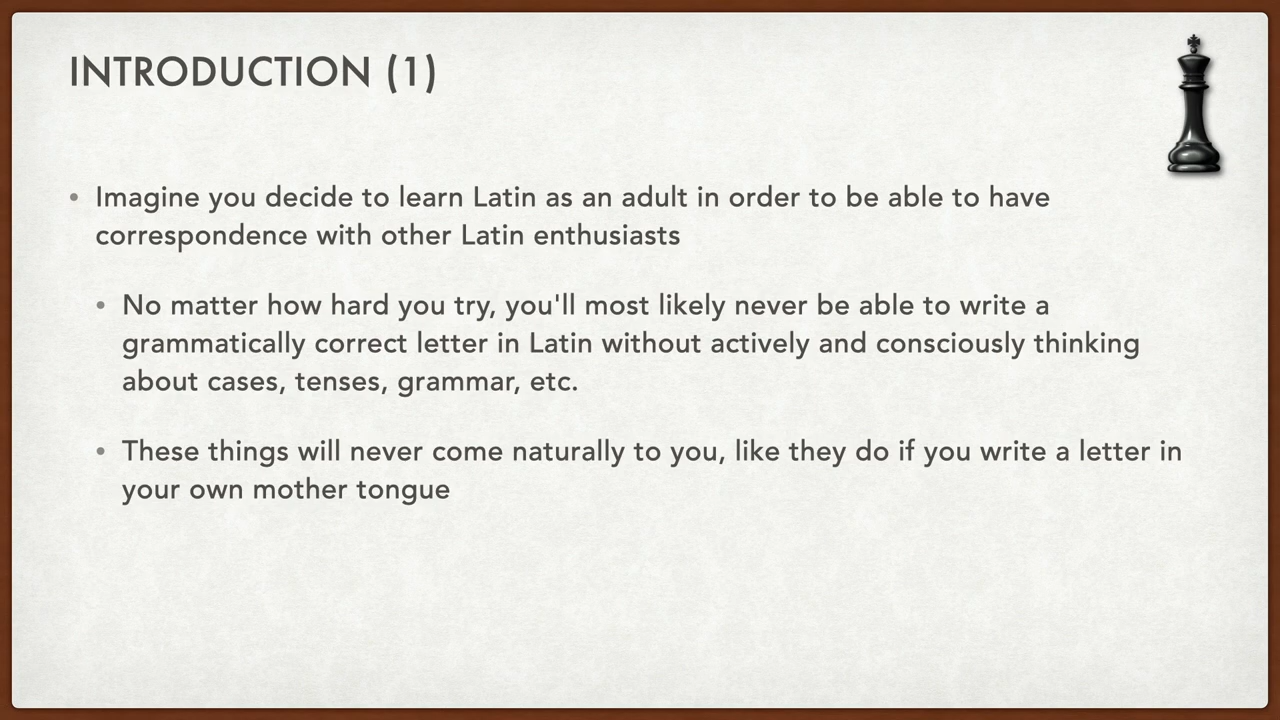 INTRODUCTION (1)
• Imagine you decide to learn Latin as an adult in order to be able to have
correspondence with other Latin enthusiasts
• No matter how hard you try, you'll most likely never be able to write a
grammatically correct letter in Latin without actively and consciously thinking
about cases, tenses, grammar, etc.
• These things will never come naturally to you, like they do if you write a letter in
your own mother tongue